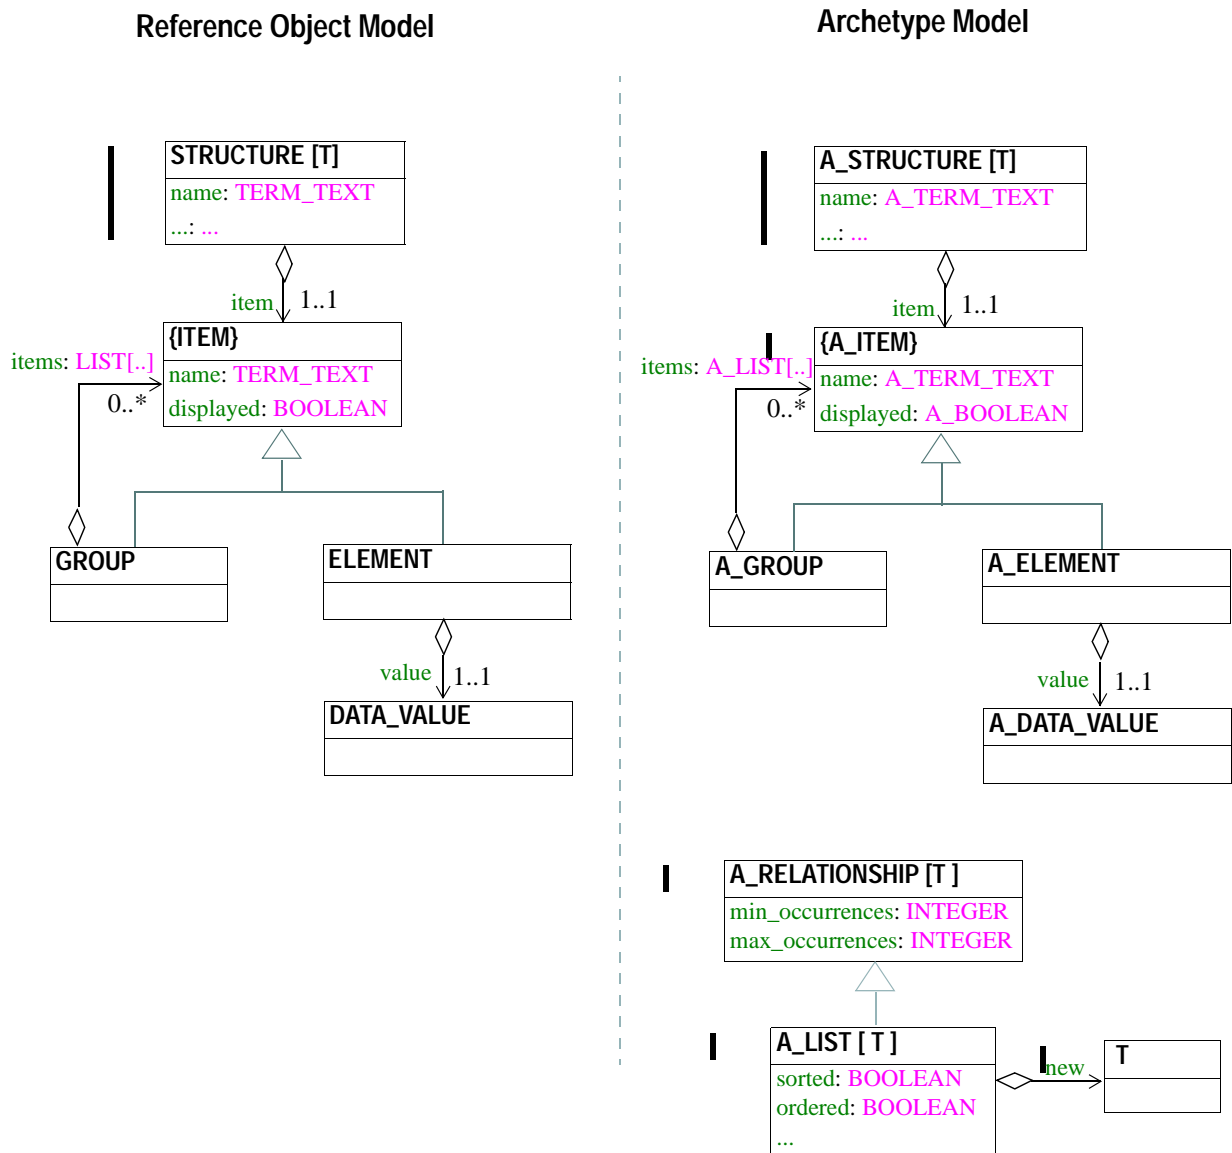 Reference Object Model
Archetype Model
STRUCTURE [T]
name: TERM_TEXT
...: ...
item
1..1
{ITEM}
name: TERM_TEXT
displayed: BOOLEAN
items: LIST[..]
0..*
GROUP
ELEMENT
value
1..1
DATA_VALUE
A_STRUCTURE [T]
name: A_TERM_TEXT
...: ...
item
1..1
{A_ITEM}
name: A_TERM_TEXT
displayed: A_BOOLEAN
items: A_LIST[..]
0..*
A_GROUP
A_ELEMENT
value
1..1
A_DATA_VALUE
A_RELATIONSHIP [T ]
min_occurrences: INTEGER
max_occurrences: INTEGER
A_LIST [ T ]
sorted: BOOLEAN
ordered: BOOLEAN
...
new
T